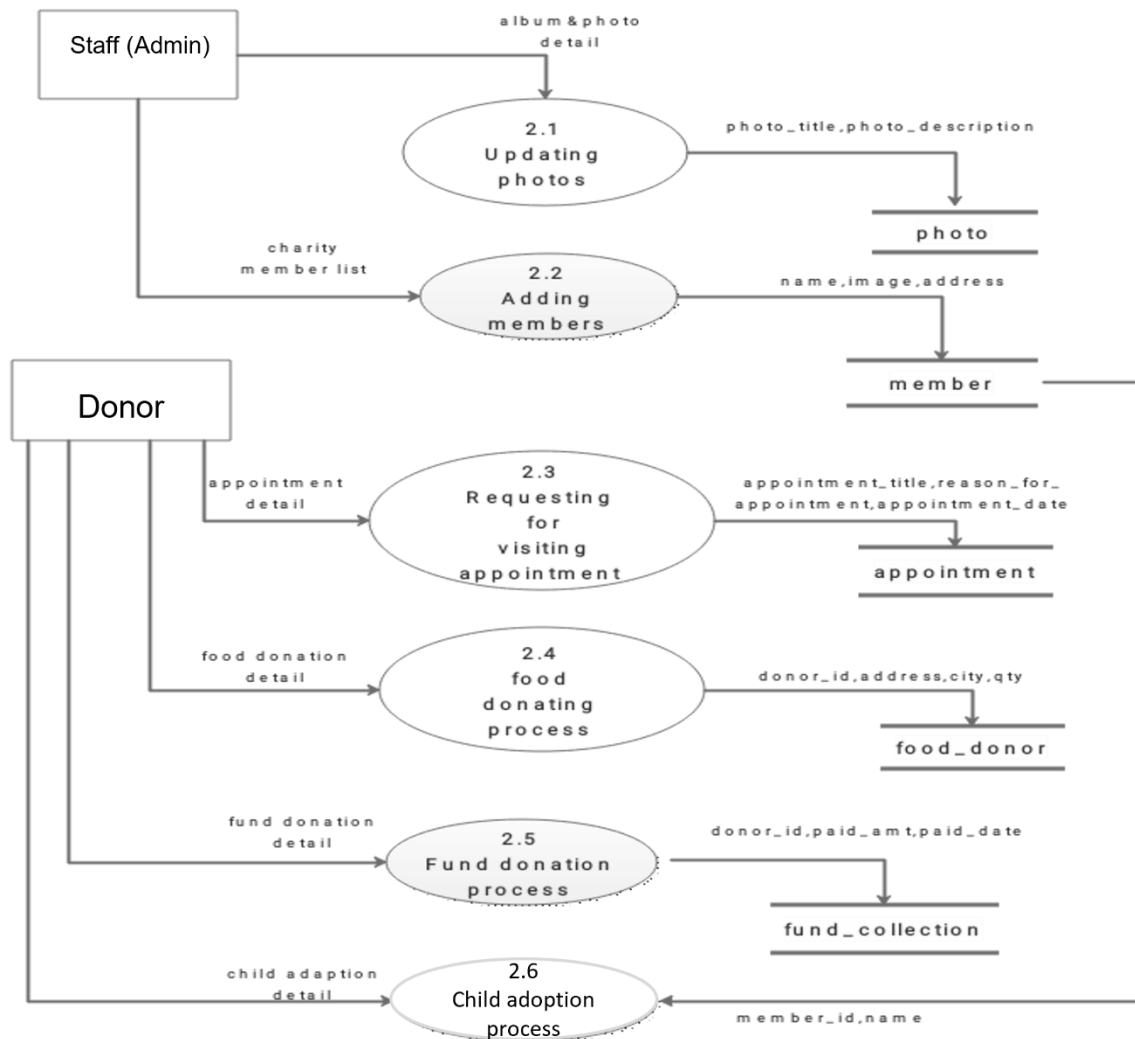 album&photo
detail
Staff (Admin)
2.1
Updating
photos
photo_title,photo_description
photo
charity
member list
2.2
Adding
members
name,image,address
member
Donor
appointment
detail
2.3
Requesting
for
visiting
appointment
appointment_title,reason_for_
appointment,appointment_date
appointment
food donation
detail
2.4
food
donating
process
donor_id,address,city,qty
food_donor
fund donation
detail
2.5
Fund donation
process
donor_id,paid_amt,paid_date
fund_collection
child adaption
detail
2.6
Child adoption
process
member_id,name